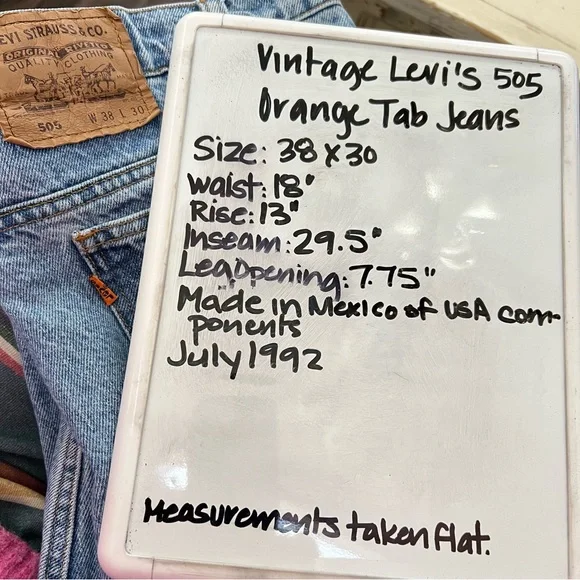 LEVI STRAUSS & CO.
ORIGINAL RIVETED
QUALITY CLOTHING
505 W 38 L 30
Vintage Levi's 505
Orange Tab Jeans
Size: 38 X 30
Waist: 18"
Rise: 13"
Inseam: 29.5"
Leg Opening: 7.75"
Made in Mexico of USA com-
ponents
July 1992
Measurements taken flat.